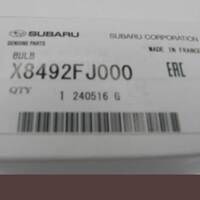 SUBARU
SUBARU CORPORATION
GENUINE PARTS
MADE IN FRANCE
BULB
X8492FJ000
EAC
QTY
1 240516 G